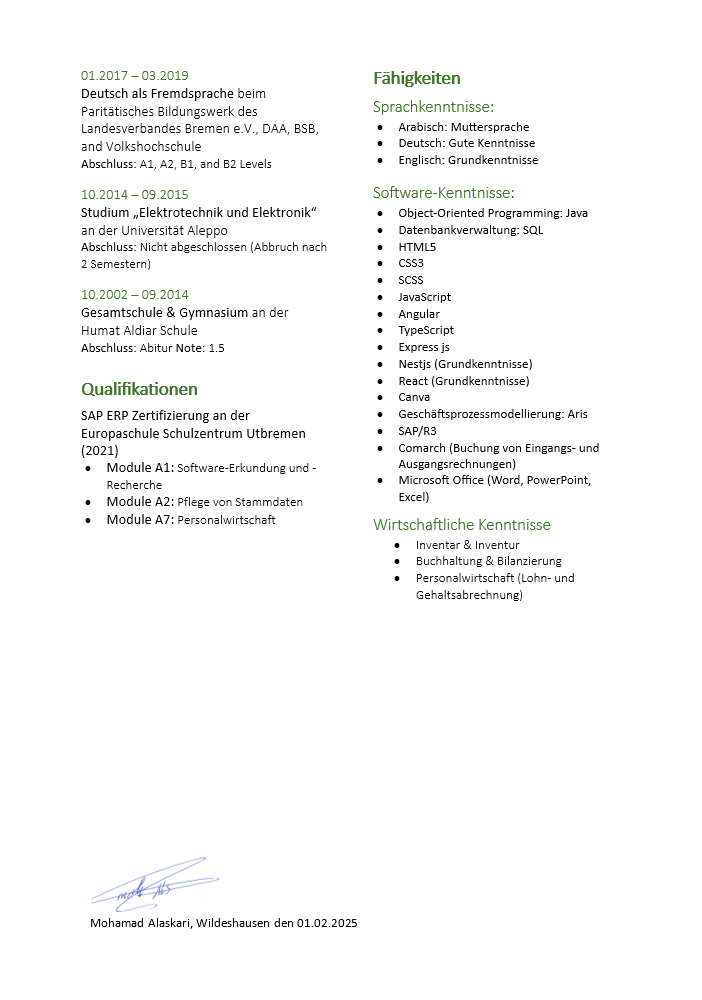 01.2017 – 03.2019
Deutsch als Fremdsprache beim
Paritätisches Bildungswerk des
Landesverbandes Bremen e.V., DAA, BSB,
and Volkshochschule
Abschluss: A1, A2, B1, and B2 Levels
10.2014 – 09.2015
Studium „Elektrotechnik und Elektronik“
an der Universität Aleppo
Abschluss: Nicht abgeschlossen (Abbruch nach
2 Semestern)
10.2002 – 09.2014
Gesamtschule & Gymnasium an der
Humat Aldiar Schule
Abschluss: Abitur Note: 1.5
Qualifikationen
SAP ERP Zertifizierung an der
Europaschule Schulzentrum Utbremen
(2021)
• Module A1: Software-Erkundung und -
Recherche
• Module A2: Pflege von Stammdaten
• Module A7: Personalwirtschaft
Fähigkeiten
Sprachkenntnisse:
• Arabisch: Muttersprache
• Deutsch: Gute Kenntnisse
• Englisch: Grundkenntnisse
Software-Kenntnisse:
• Object-Oriented Programming: Java
• Datenbankverwaltung: SQL
• HTML5
• CSS3
• SCSS
• JavaScript
• Angular
• TypeScript
• Express js
• Nestjs (Grundkenntnisse)
• React (Grundkenntnisse)
• Canva
• Geschäftsprozessmodellierung: Aris
• SAP/R3
• Comarch (Buchung von Eingangs- und
Ausgangsrechnungen)
• Microsoft Office (Word, PowerPoint,
Excel)
Wirtschaftliche Kenntnisse
• Inventar & Inventur
• Buchhaltung & Bilanzierung
• Personalwirtschaft (Lohn- und
Gehaltsabrechnung)
Mohamad Alaskari, Wildeshausen den 01.02.2025